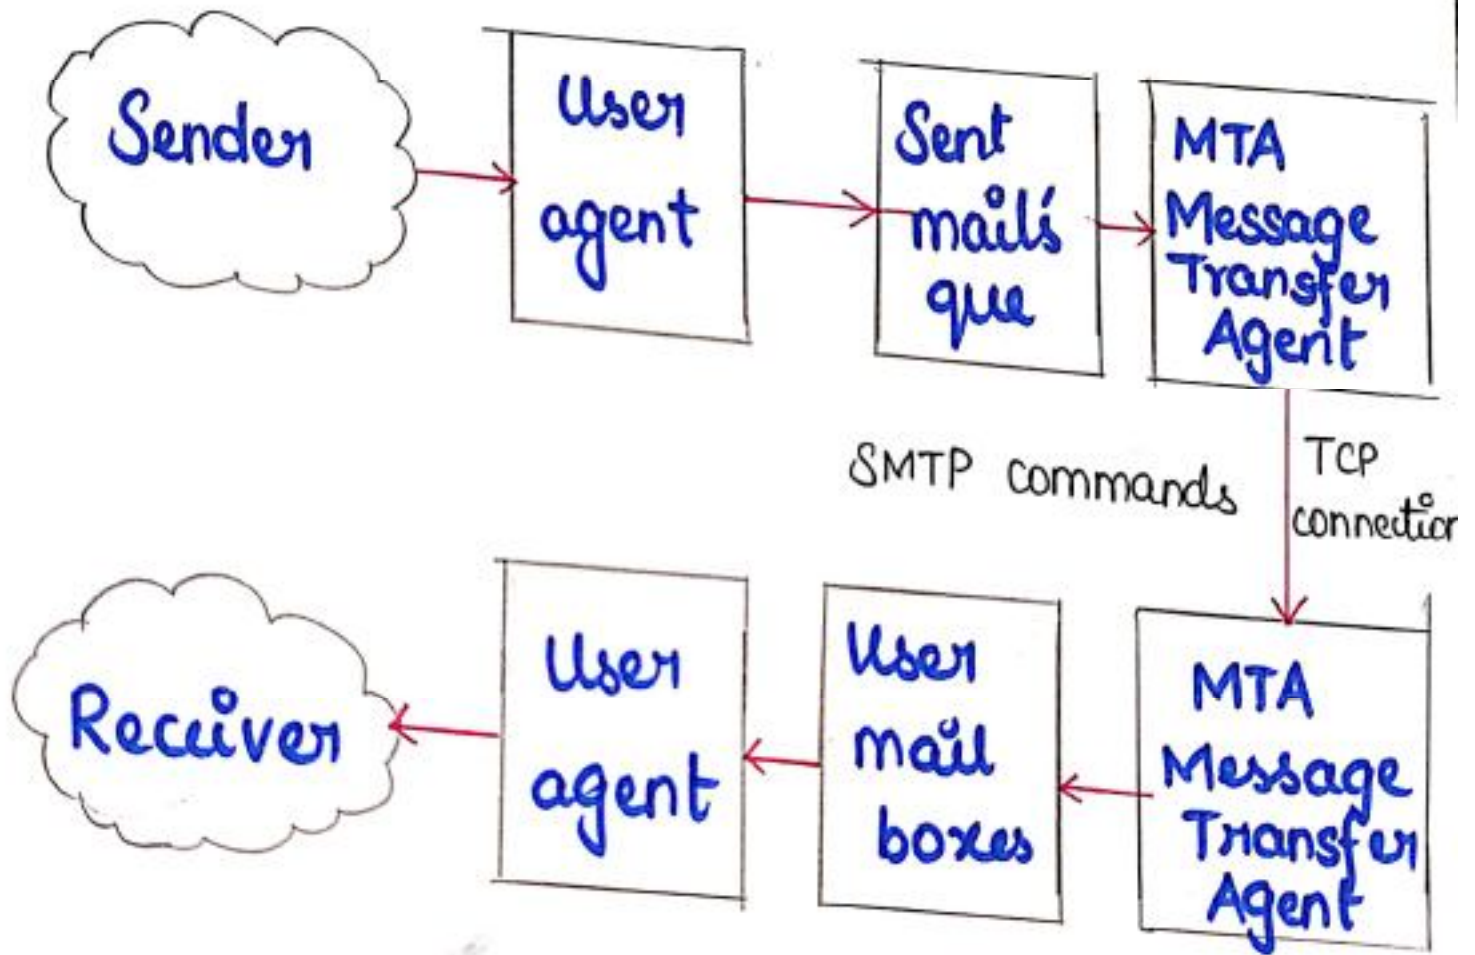 Sender
User
agent
Sent
mail's
que
MTA
Message
Transfer
Agent
SMTP commands
TCP
connection
Receiver
User
agent
User
mail
boxes
MTA
Message
Transfer
Agent